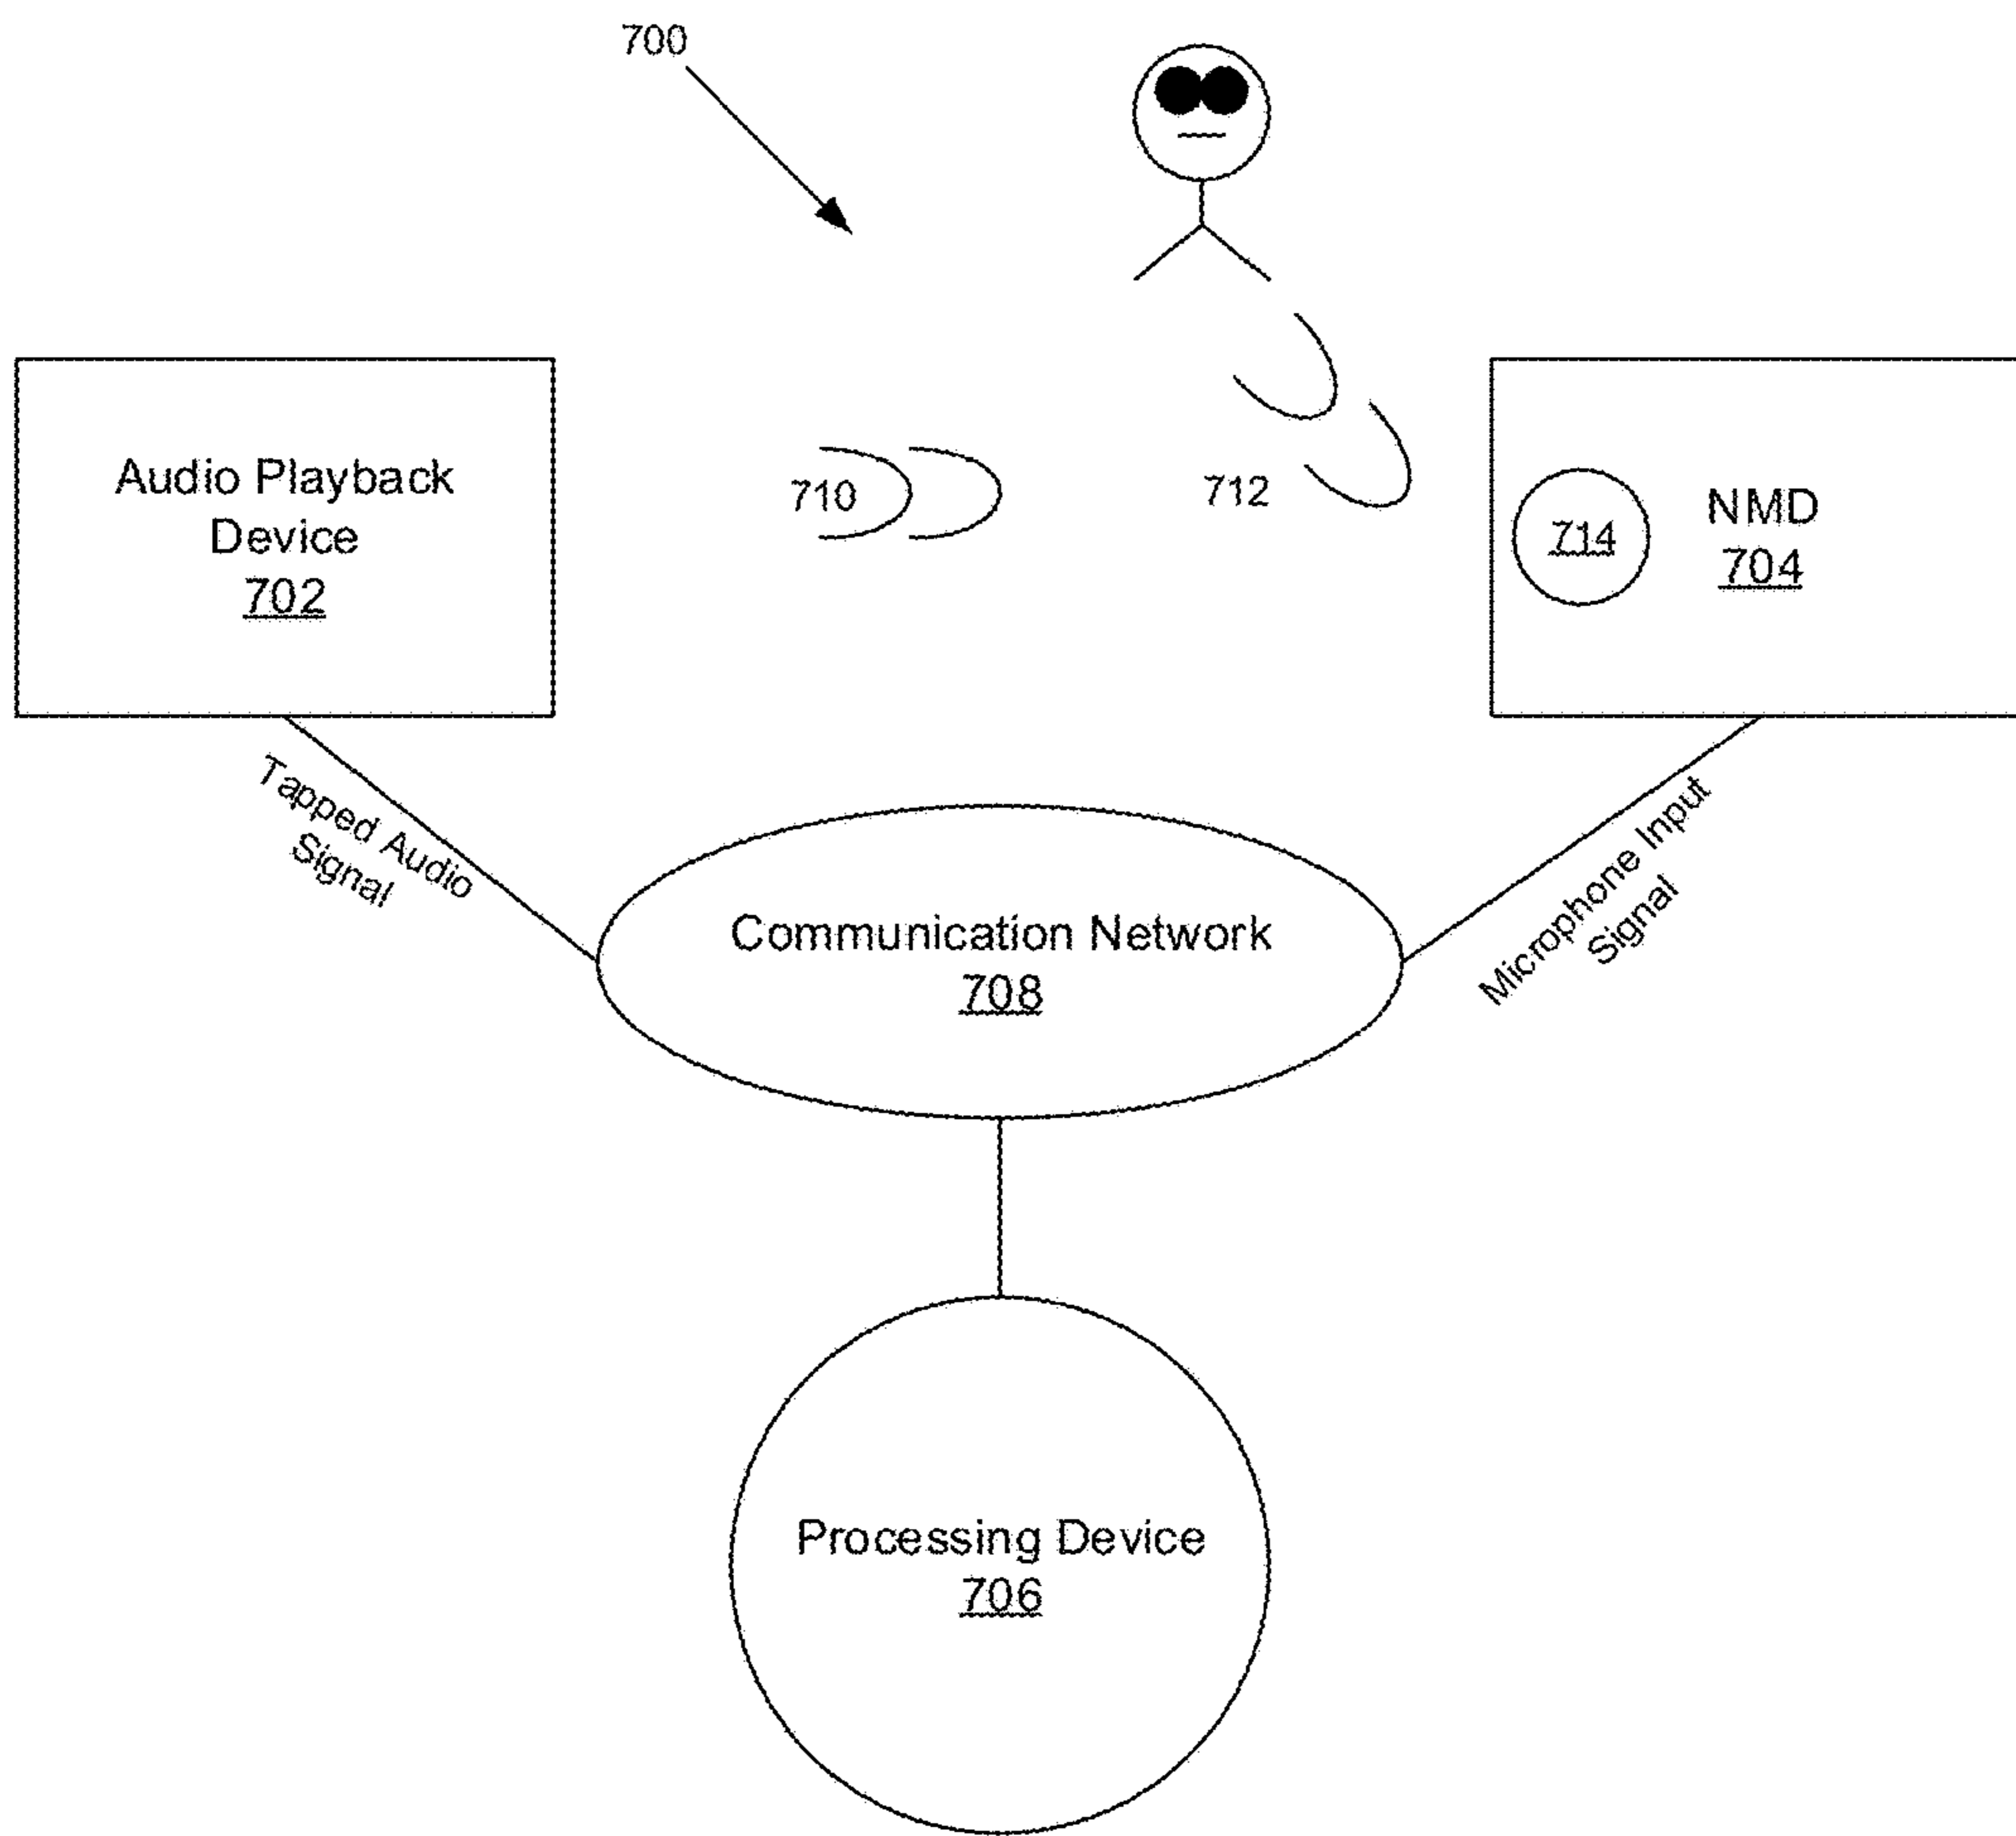 700
Audio Playback
Device
702
710
712
714
NMD
704
Tapped Audio
Signal
Microphone Input
Signal
Communication Network
708
Processing Device
706